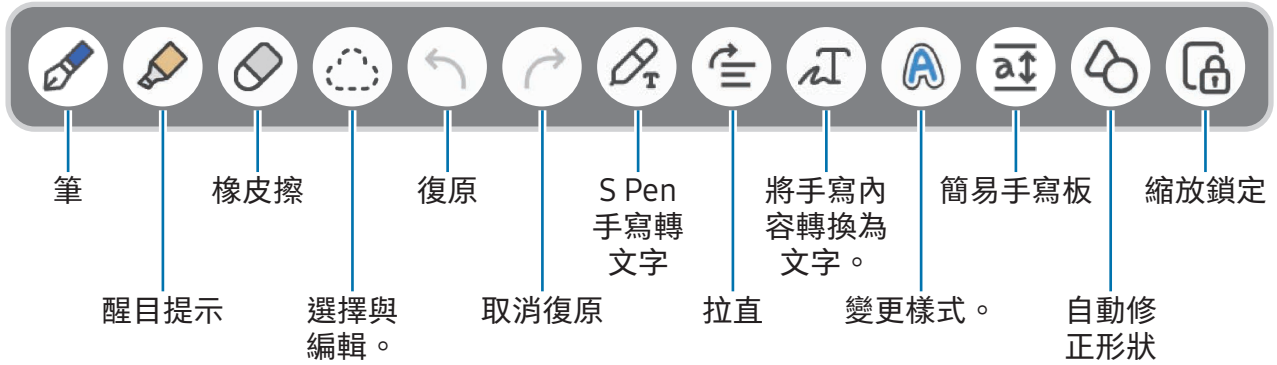 筆
橡皮擦
復原
S Pen
手寫轉
文字
將手寫內
容轉換為
文字。
簡易手寫板
縮放鎖定
醒目提示
選擇與
編輯。
取消復原
拉直
變更樣式。
自動修
正形狀